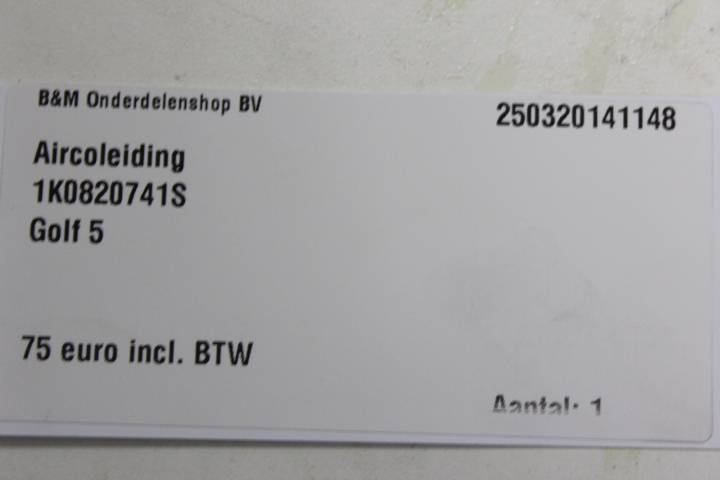 B&M Onderdelenshop BV
250320141148
Aircoleiding
1K0820741S
Golf 5
75 euro incl. BTW
Aantal: 1